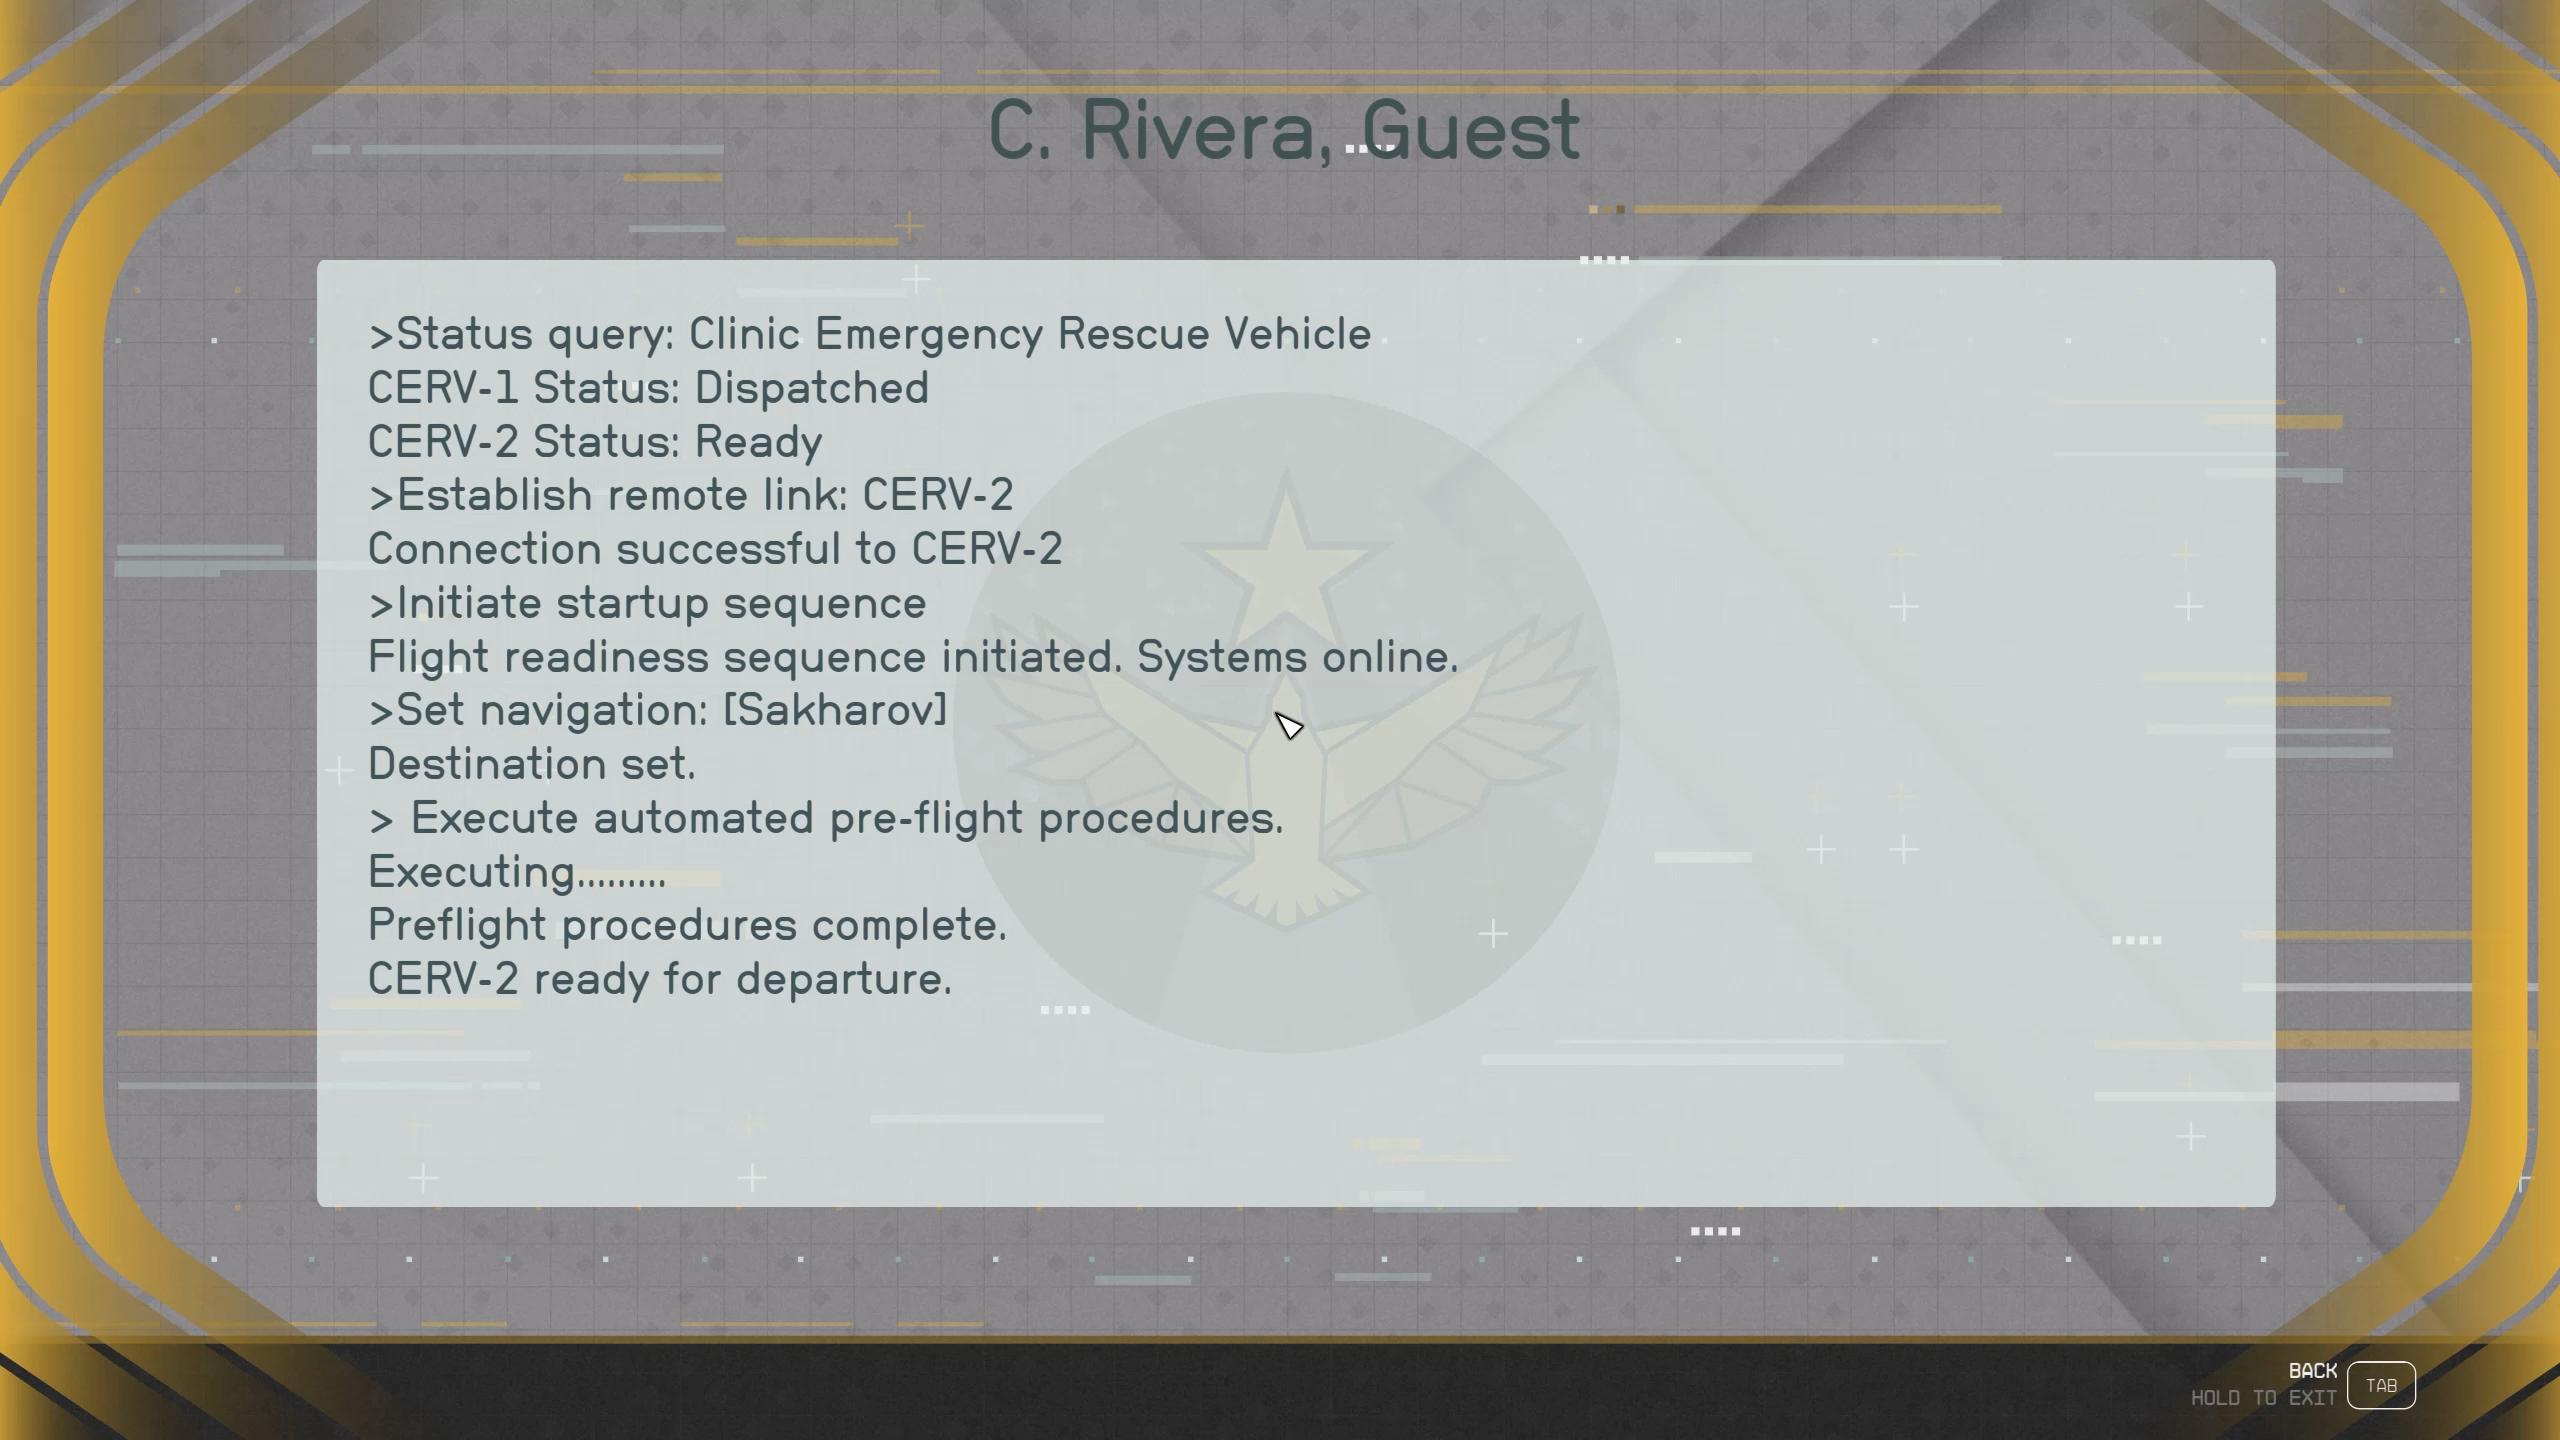 C. Rivera, Guest
>Status query: Clinic Emergency Rescue Vehicle
CERV-1 Status: Dispatched
CERV-2 Status: Ready
>Establish remote link: CERV-2
Connection successful to CERV-2
>Initiate startup sequence
Flight readiness sequence initiated. Systems online.
>Set navigation: [Sakharov]
Destination set.
> Execute automated pre-flight procedures.
Executing.........
Preflight procedures complete.
CERV-2 ready for departure.
BACK
HOLD TO EXIT
TAB